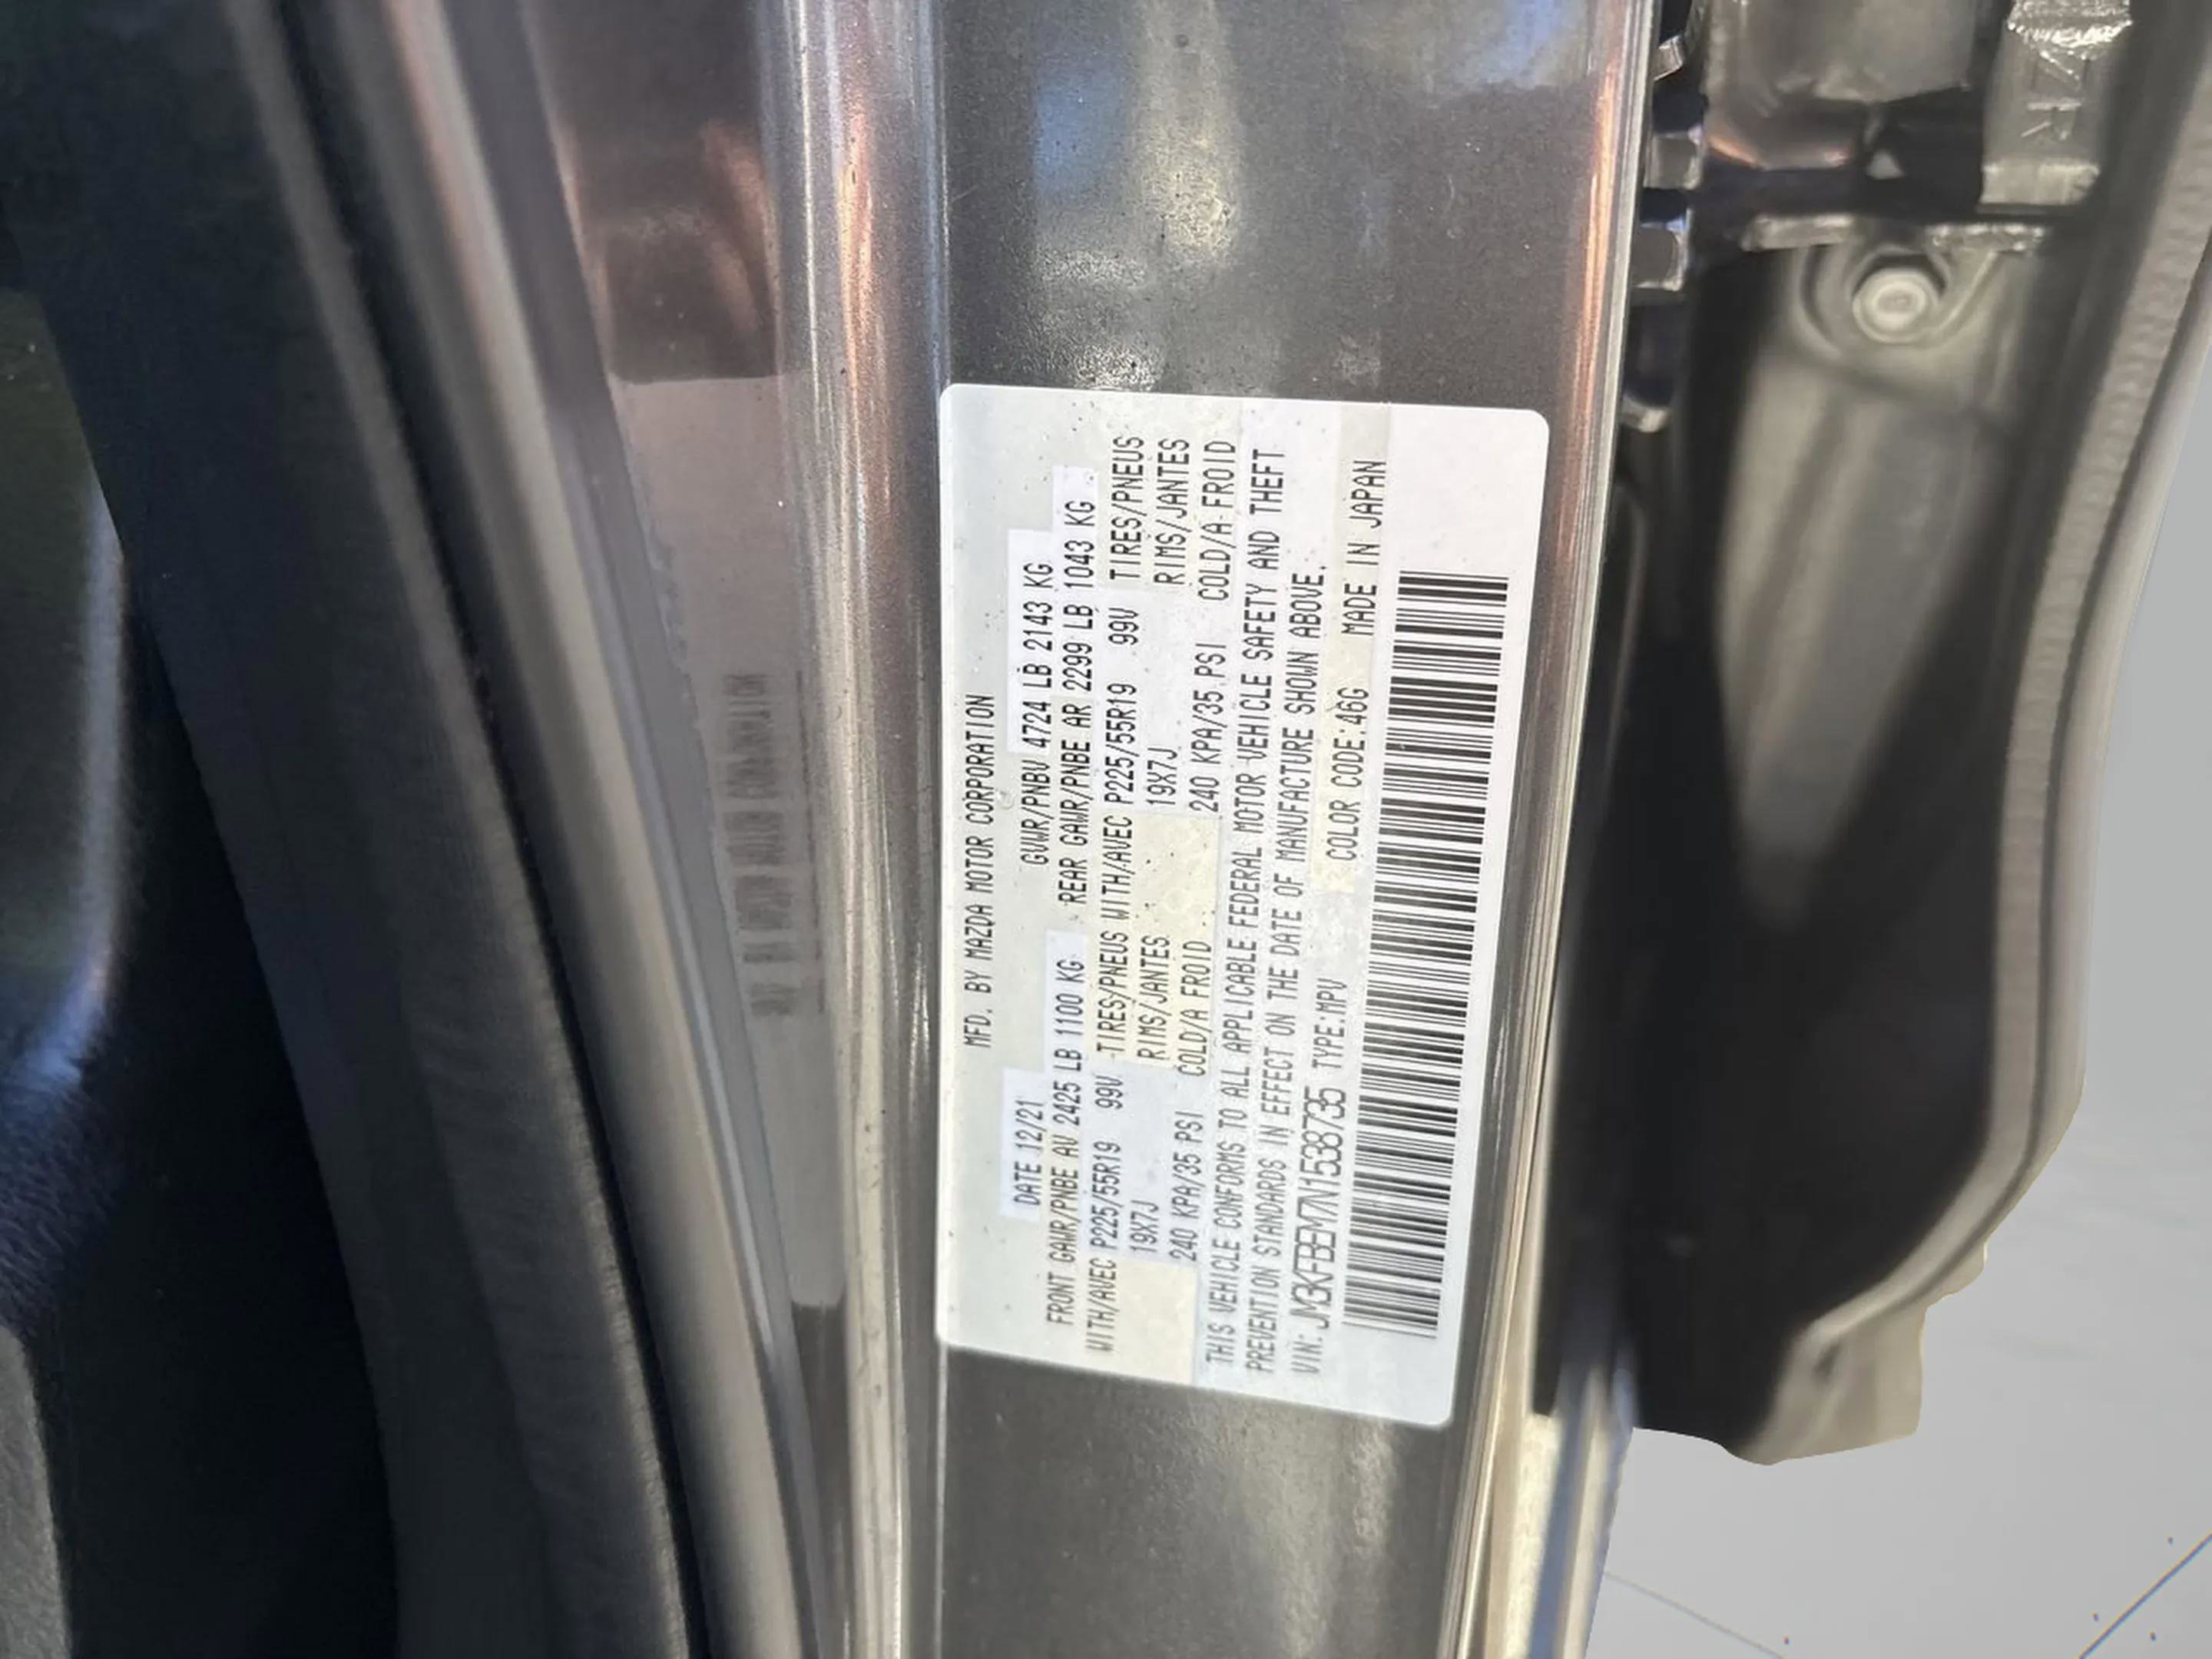 MFD. BY MAZDA MOTOR CORPORATION
DATE 12/21 GVWR/PNBV 4724 LB 2143 KG
FRONT GAWR/PNBE AV 2425 LB 1100 KG REAR GAWR/PNBE AR 2299 LB 1043 KG
WITH/AVEC P225/55R19 99V TIRES/PNEUS WITH/AVEC P225/55R19 99V TIRES/PNEUS
19X7J RIMS/JANTES 19X7J RIMS/JANTES
240 KPA/35 PSI COLD/A FROID 240 KPA/35 PSI COLD/A FROID
THIS VEHICLE CONFORMS TO ALL APPLICABLE FEDERAL MOTOR VEHICLE SAFETY AND THEFT
PREVENTION STANDARDS IN EFFECT ON THE DATE OF MANUFACTURE SHOWN ABOVE.
VIN: JM3KFBEM7N1538735 TYPE:MPV COLOR CODE:46G MADE IN JAPAN